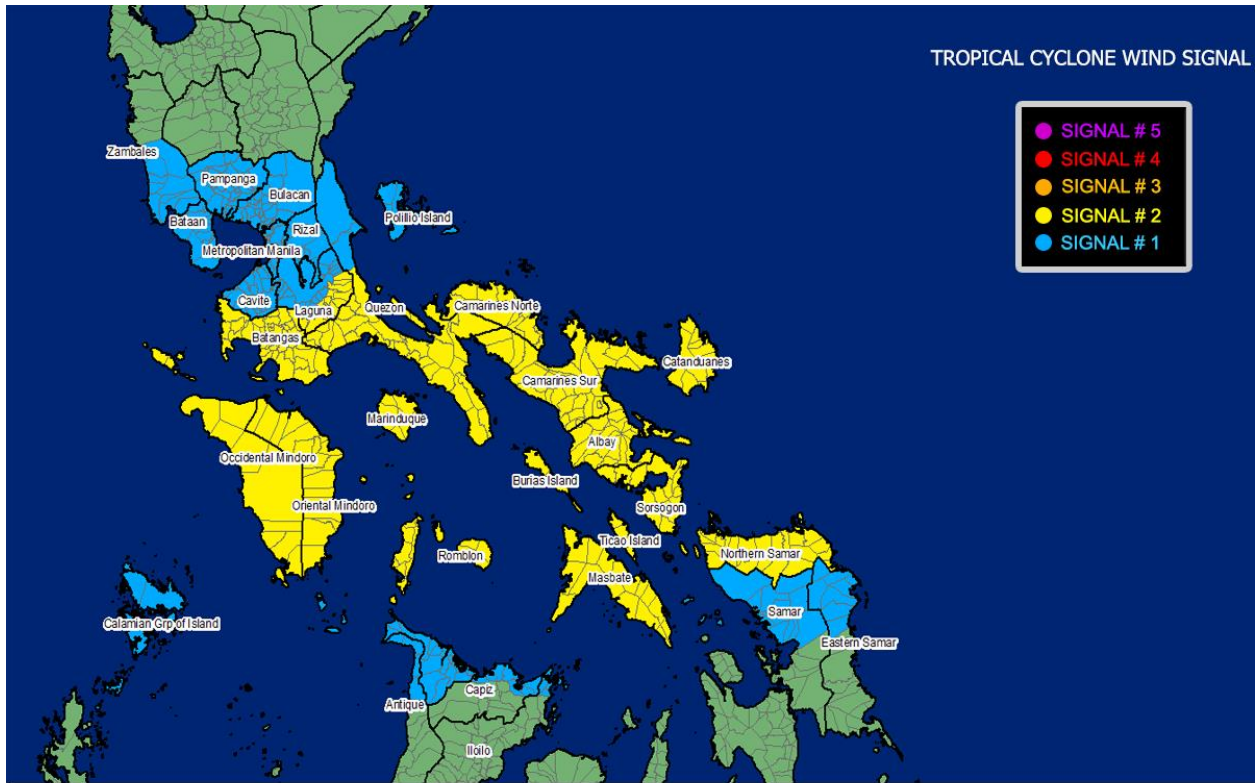 TROPICAL CYCLONE WIND SIGNAL
SIGNAL # 5
SIGNAL # 4
SIGNAL # 3
SIGNAL # 2
SIGNAL # 1
Zambales
Pampanga
Bulacan
Bataan
Rizal
Polillio Island
Metropolitan Manila
Cavite
Laguna
Quezon
Camarines Norte
Batangas
Catanduanes
Camarines Sur
Marinduque
Albay
Occidental Mindoro
Burias Island
Oriental Mindoro
Sorsogon
Ticao Island
Romblon
Northern Samar
Masbate
Calamian Grp of Island
Samar
Eastern Samar
Capiz
Antique
Iloilo